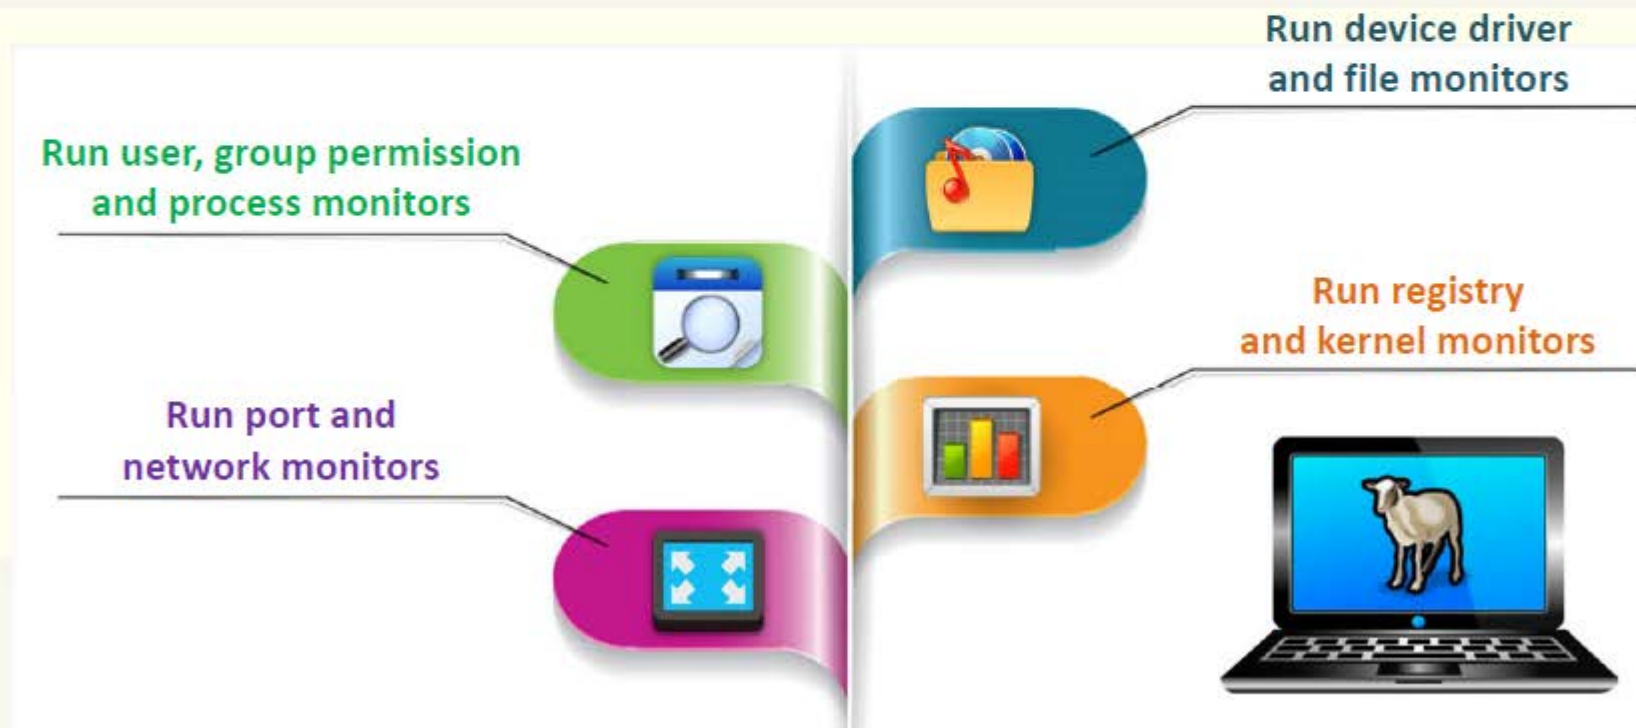 Run device driver
and file monitors
Run user, group permission
and process monitors
Run registry
and kernel monitors
Run port and
network monitors